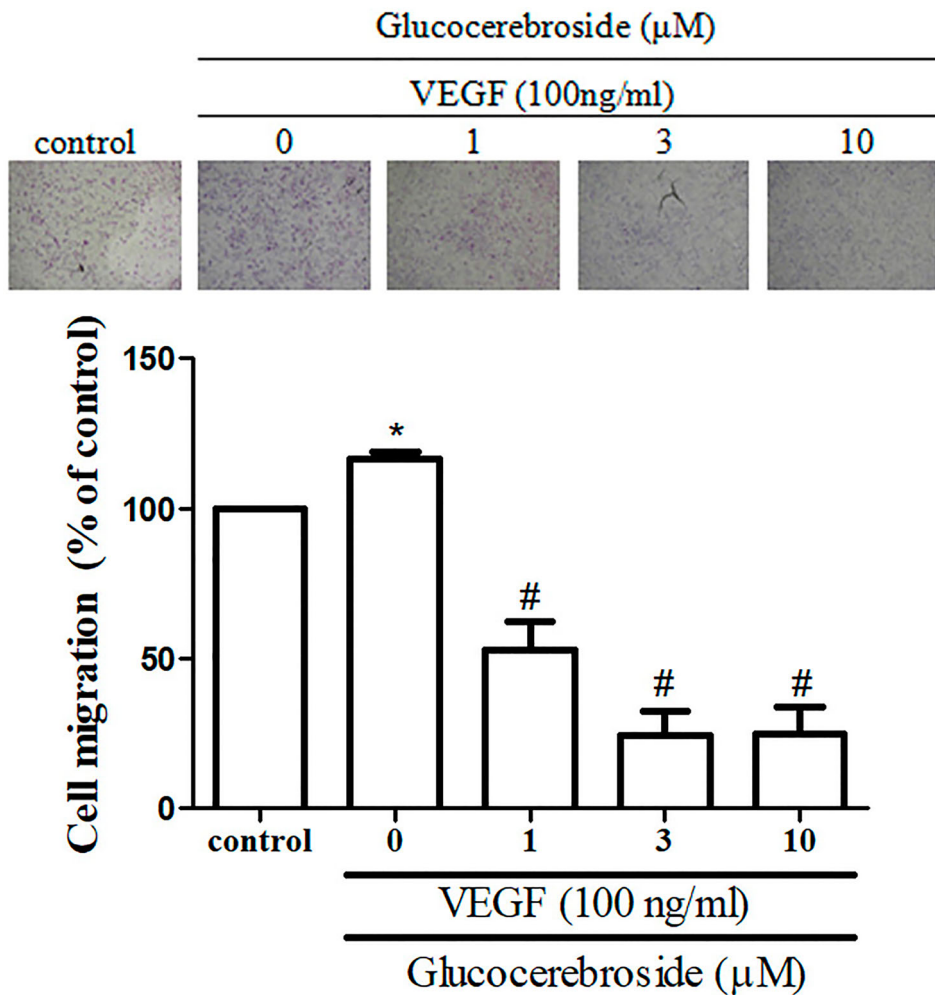 Glucocerebroside (µM)
VEGF (100ng/ml)
control 0 1 3 10
Cell migration (% of control)
150
100
50
0
*
#
#
#
control 0 1 3 10
VEGF (100 ng/ml)
Glucocerebroside (µM)